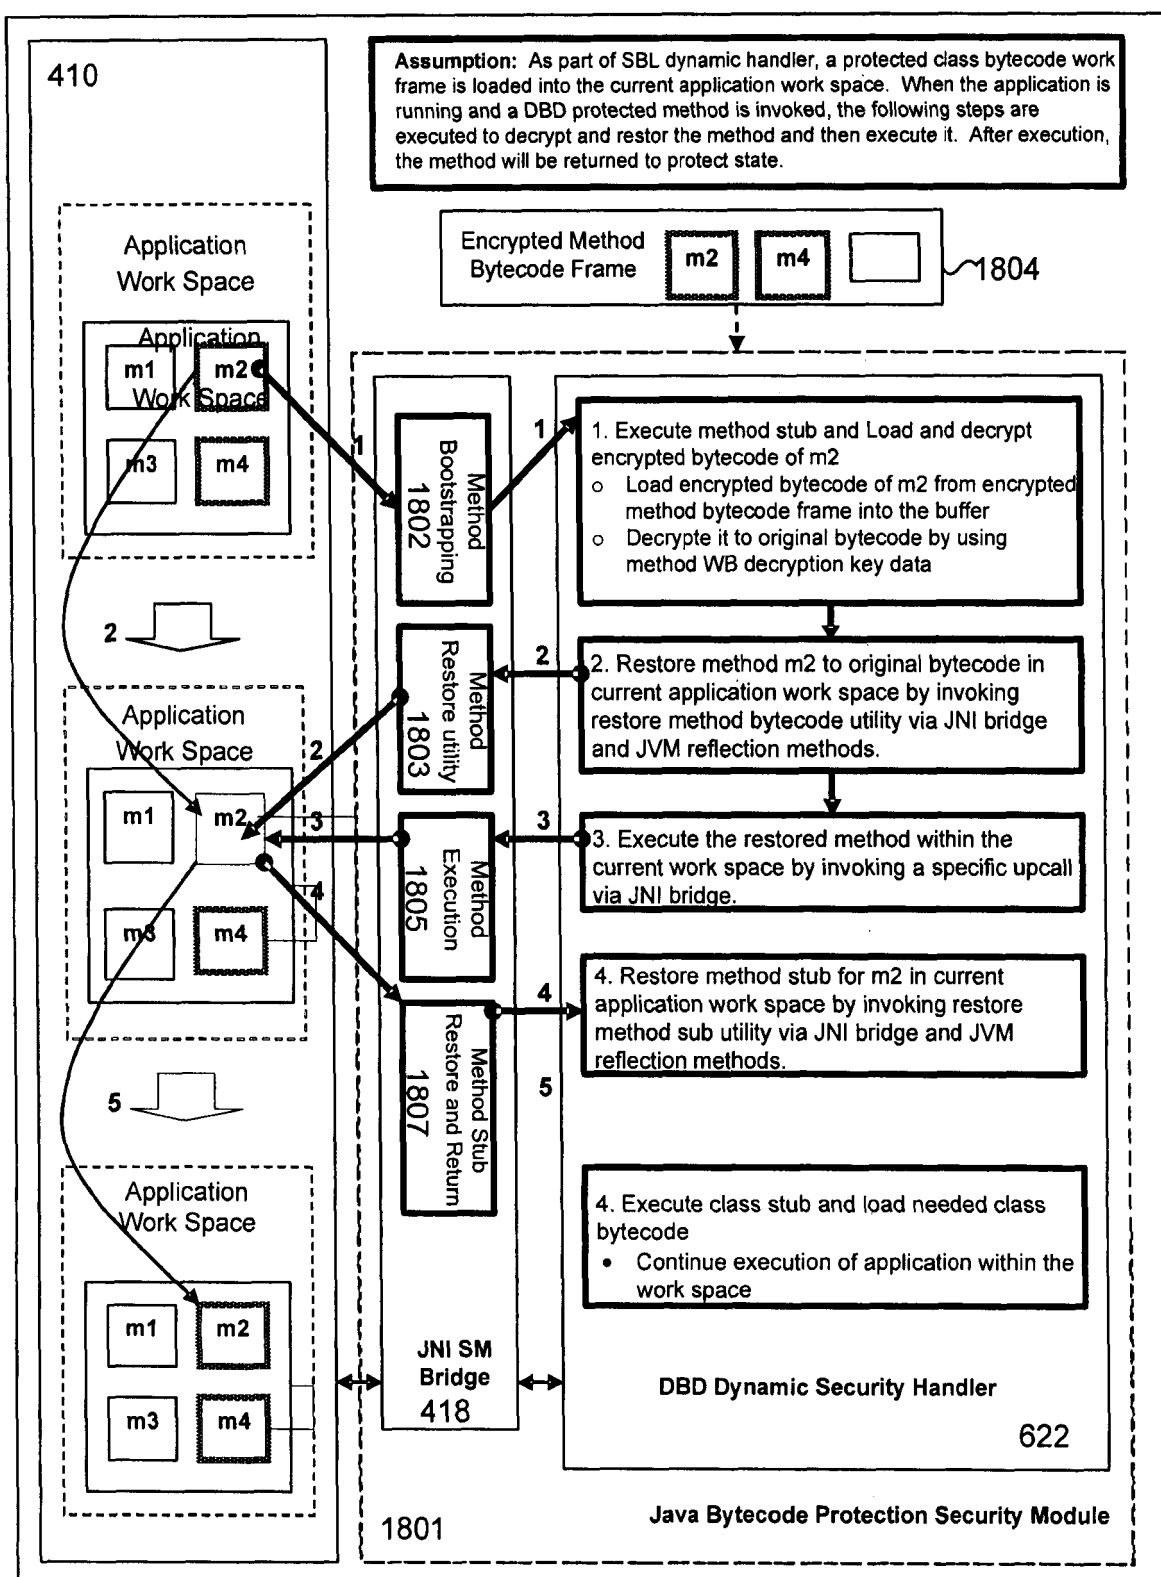 410
Assumption: As part of SBL dynamic handler, a protected class bytecode work
frame is loaded into the current application work space. When the application is
running and a DBD protected method is invoked, the following steps are
executed to decrypt and restor the method and then execute it. After execution,
the method will be returned to protect state.
Encrypted Method
Bytecode Frame
m2
m4
1804
Application
Work Space
Application
Work Space
m1
m2
m3
m4
1
1
Method
Bootstrapping
1802
1. Execute method stub and Load and decrypt
encrypted bytecode of m2
o Load encrypted bytecode of m2 from encrypted
method bytecode frame into the buffer
o Decrypte it to original bytecode by using
method WB decryption key data
2
2
2
Method
Restore utility
1803
2. Restore method m2 to original bytecode in
current application work space by invoking
restore method bytecode utility via JNI bridge
and JVM reflection methods.
Application
Work Space
m1
m2
m3
m4
3
3
Method
Execution
1805
3. Execute the restored method within the
current work space by invoking a specific upcall
via JNI bridge.
4
4
Method Stub
Restore and Return
1807
4. Restore method stub for m2 in current
application work space by invoking restore
method sub utility via JNI bridge and JVM
reflection methods.
5
5
Application
Work Space
m1
m2
m3
m4
4. Execute class stub and load needed class
bytecode
• Continue execution of application within the
work space
JNI SM
Bridge
418
DBD Dynamic Security Handler
622
1801
Java Bytecode Protection Security Module